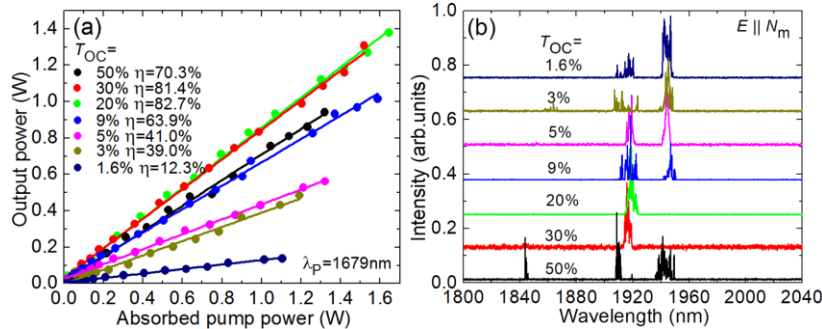 (a)
T_OC=
50% η=70.3%
30% η=81.4%
20% η=82.7%
9% η=63.9%
5% η=41.0%
3% η=39.0%
1.6% η=12.3%
λ_P=1679nm
Output power (W)
1.4
1.2
1.0
0.8
0.6
0.4
0.2
0.0
0.0 0.2 0.4 0.6 0.8 1.0 1.2 1.4 1.6
Absorbed pump power (W)
(b)
E || N_m
T_OC=
1.6%
3%
5%
9%
20%
30%
50%
Intensity (arb.units)
1.0
0.8
0.6
0.4
0.2
0.0
1800 1840 1880 1920 1960 2000 2040
Wavelength (nm)